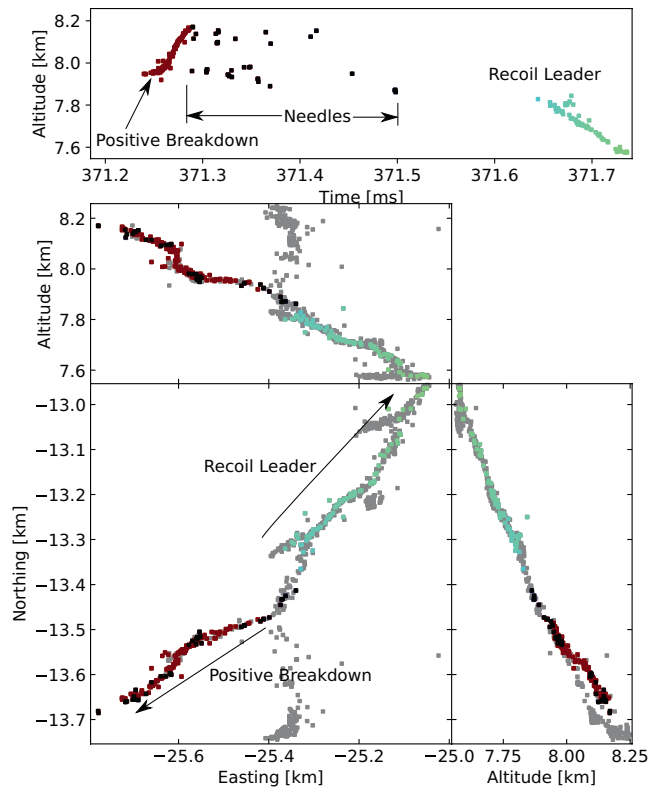 8.2
8.0
7.8
7.6
Altitude [km]
Recoil Leader
Needles
Positive Breakdown
371.2 371.3 371.4 371.5 371.6 371.7
Time [ms]
8.2
8.0
7.8
7.6
Altitude [km]
−13.0
−13.1
−13.2
−13.3
−13.4
−13.5
−13.6
−13.7
Northing [km]
Recoil Leader
Positive Breakdown
−25.6 −25.4 −25.2 −25.0 7.75 8.00 8.25
Easting [km] Altitude [km]